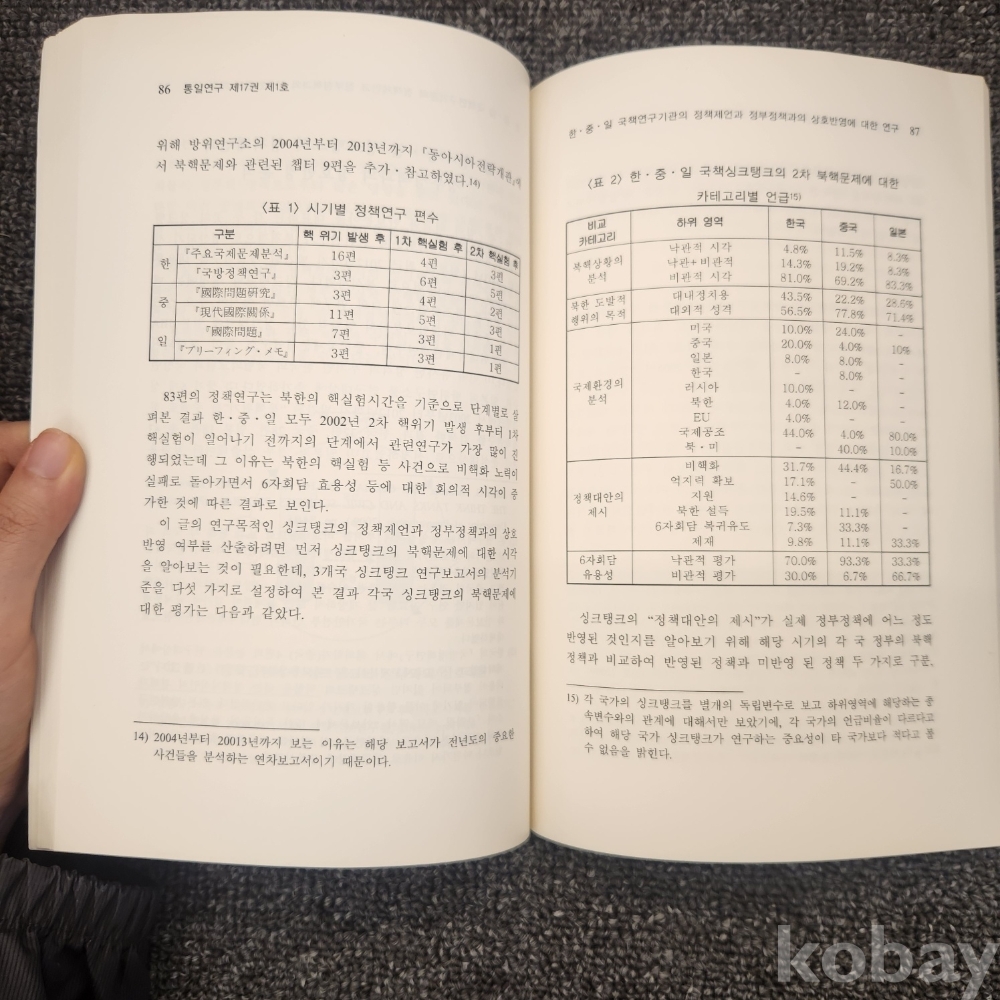 86 통일연구 제17권 제1호
위해 방위연구소의 2004년부터 2013년까지 『동아시아전략개관』에
서 북핵문제와 관련된 챕터 9편을 추가·참고하였다.14)
〈표 1〉 시기별 정책연구 편수
구분 핵 위기 발생 후 1차 핵실험 후 2차 핵실험 후
한 『주요국제문제분석』 16편 4편 3편
『국방정책연구』 3편 6편 5편
중 『國際問題硏究』 3편 4편 2편
『現代國際關係』 11편 5편 3편
일 『國際問題』 7편 3편 1편
『ブリーフィング・メモ』 3편 3편 1편
83편의 정책연구는 북한의 핵실험시간을 기준으로 단계별로 살
펴본 결과 한·중·일 모두 2002년 2차 핵위기 발생 후부터 1차
핵실험이 일어나기 전까지의 단계에서 관련연구가 가장 많이 진
행되었는데 그 이유는 북한의 핵실험 등 사건으로 비핵화 노력이
실패로 돌아가면서 6자회담 효용성 등에 대한 회의적 시각이 증
가한 것에 따른 결과로 보인다.
이 글의 연구목적인 싱크탱크의 정책제언과 정부정책과의 상호
반영 여부를 산출하려면 먼저 싱크탱크의 북핵문제에 대한 시각
을 알아보는 것이 필요한데, 3개국 싱크탱크 연구보고서의 분석기
준을 다섯 가지로 설정하여 본 결과 각국 싱크탱크의 북핵문제에
대한 평가는 다음과 같았다.
14) 2004년부터 20013년까지 보는 이유는 해당 보고서가 전년도의 중요한
사건들을 분석하는 연차보고서이기 때문이다.
한·중·일 국책연구기관의 정책제언과 정부정책과의 상호반영에 대한 연구 87
〈표 2〉 한·중·일 국책싱크탱크의 2차 북핵문제에 대한
카테고리별 언급15)
비교 카테고리 하위 영역 한국 중국 일본
북핵상황의 분석 낙관적 시각 4.8% 11.5% 8.3%
낙관+비관적 14.3% 19.2% 8.3%
비관적 시각 81.0% 69.2% 83.3%
북한 도발적 행위의 목적 대내정치용 43.5% 22.2% 28.6%
대외적 성격 56.5% 77.8% 71.4%
국제환경의 분석 미국 10.0% 24.0% -
중국 20.0% 4.0% 10%
일본 8.0% 8.0% -
한국 - 8.0% -
러시아 10.0% - -
북한 4.0% 12.0% -
EU 4.0% - -
국제공조 44.0% 4.0% 80.0%
북·미 - 40.0% 10.0%
정책대안의 제시 비핵화 31.7% 44.4% 16.7%
억지력 확보 17.1% - 50.0%
지원 14.6% - -
북한 설득 19.5% 11.1% -
6자회담 복귀유도 7.3% 33.3% -
제재 9.8% 11.1% 33.3%
6자회담 유용성 낙관적 평가 70.0% 93.3% 33.3%
비관적 평가 30.0% 6.7% 66.7%
싱크탱크의 "정책대안의 제시"가 실제 정부정책에 어느 정도
반영된 것인지를 알아보기 위해 해당 시기의 각 국 정부의 북핵
정책과 비교하여 반영된 정책과 미반영 된 정책 두 가지로 구분,
15) 각 국가의 싱크탱크를 별개의 독립변수로 보고 하위영역에 해당하는 종
속변수와의 관계에 대해서만 보았기에, 각 국가의 언급비율이 다르다고
하여 해당 국가 싱크탱크가 연구하는 중요성이 타 국가보다 적다고 볼
수 없음을 밝힌다.
kobay